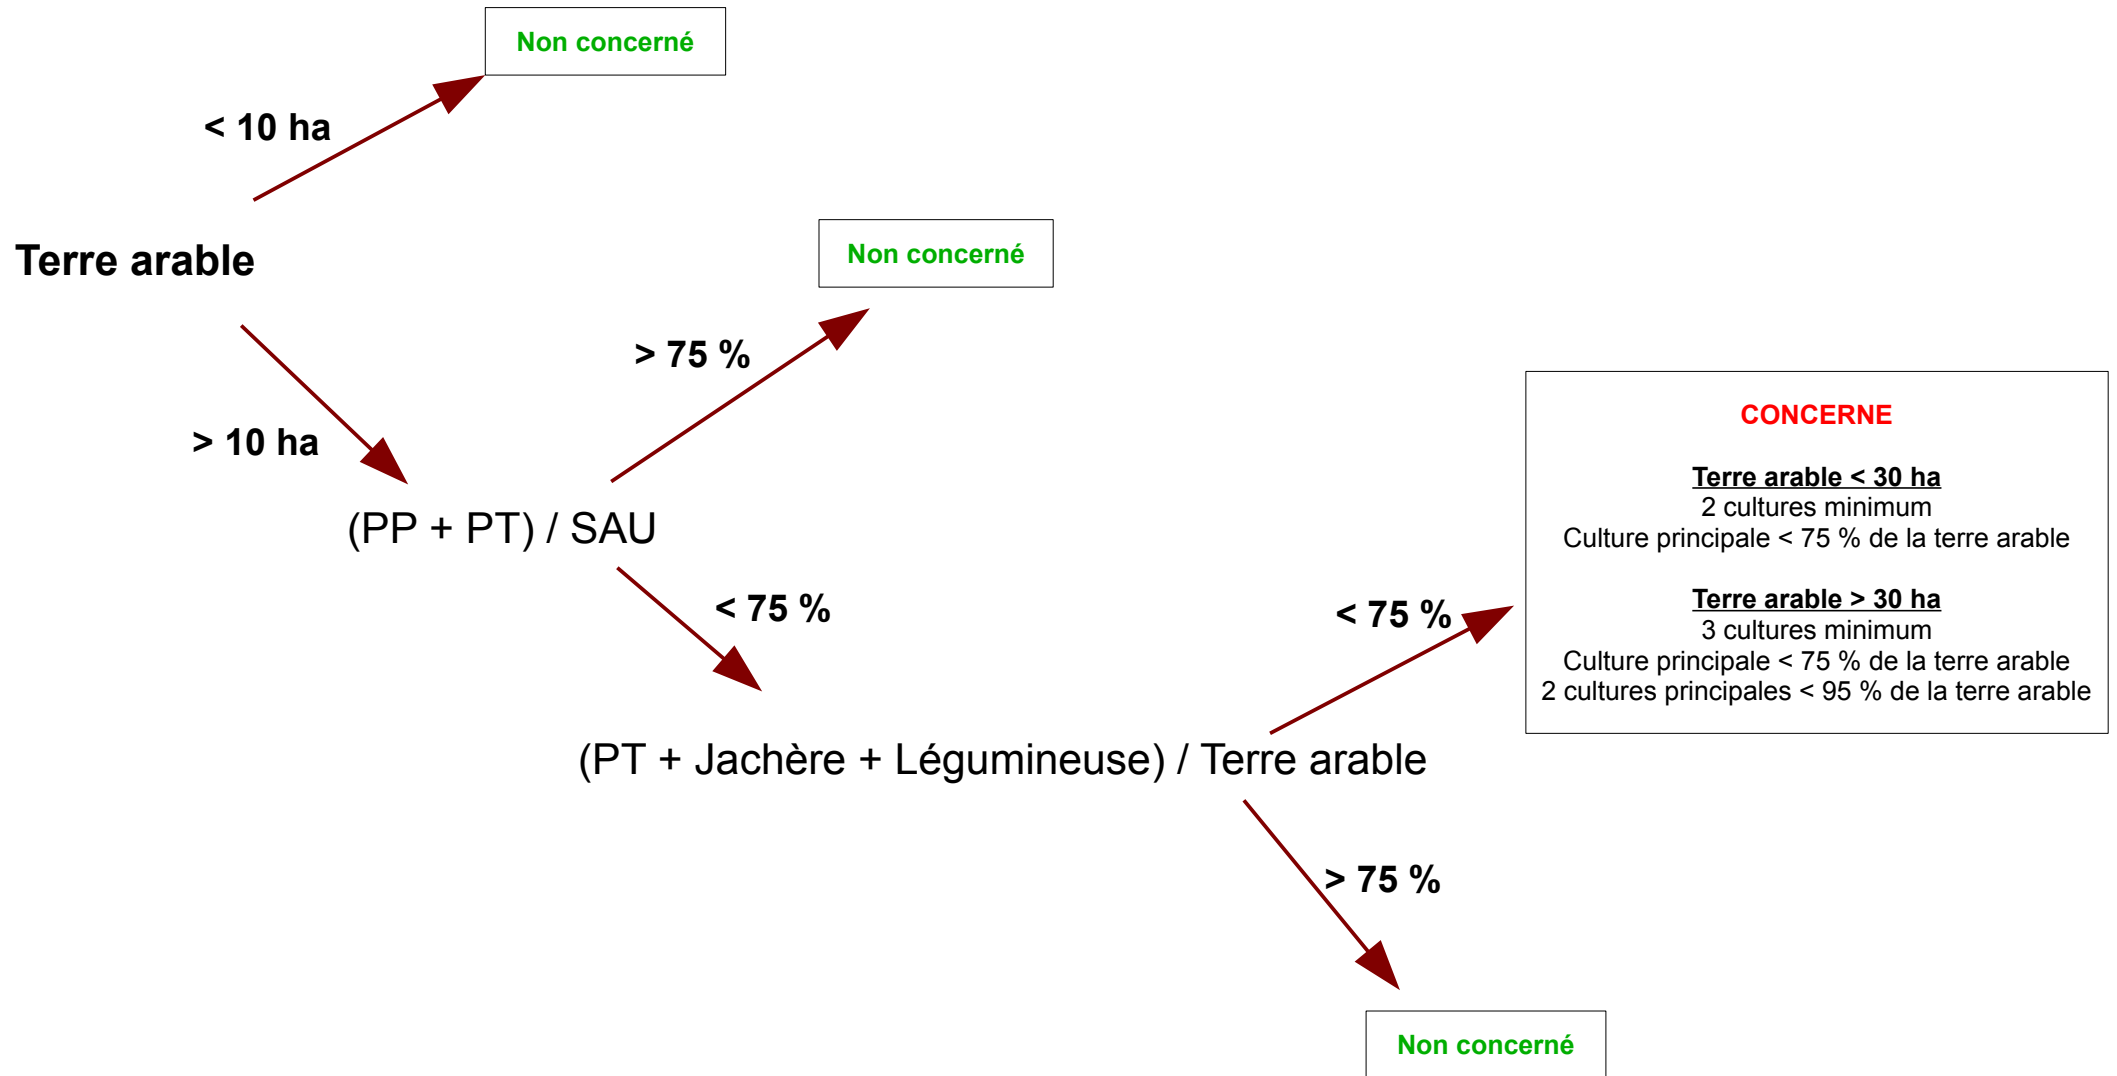 Non concerné
< 10 ha
Terre arable
Non concerné
> 75 %
> 10 ha
(PP + PT) / SAU
< 75 %
< 75 %
CONCERNE
Terre arable < 30 ha
2 cultures minimum
Culture principale < 75 % de la terre arable
Terre arable > 30 ha
3 cultures minimum
Culture principale < 75 % de la terre arable
2 cultures principales < 95 % de la terre arable
(PT + Jachère + Légumineuse) / Terre arable
> 75 %
Non concerné